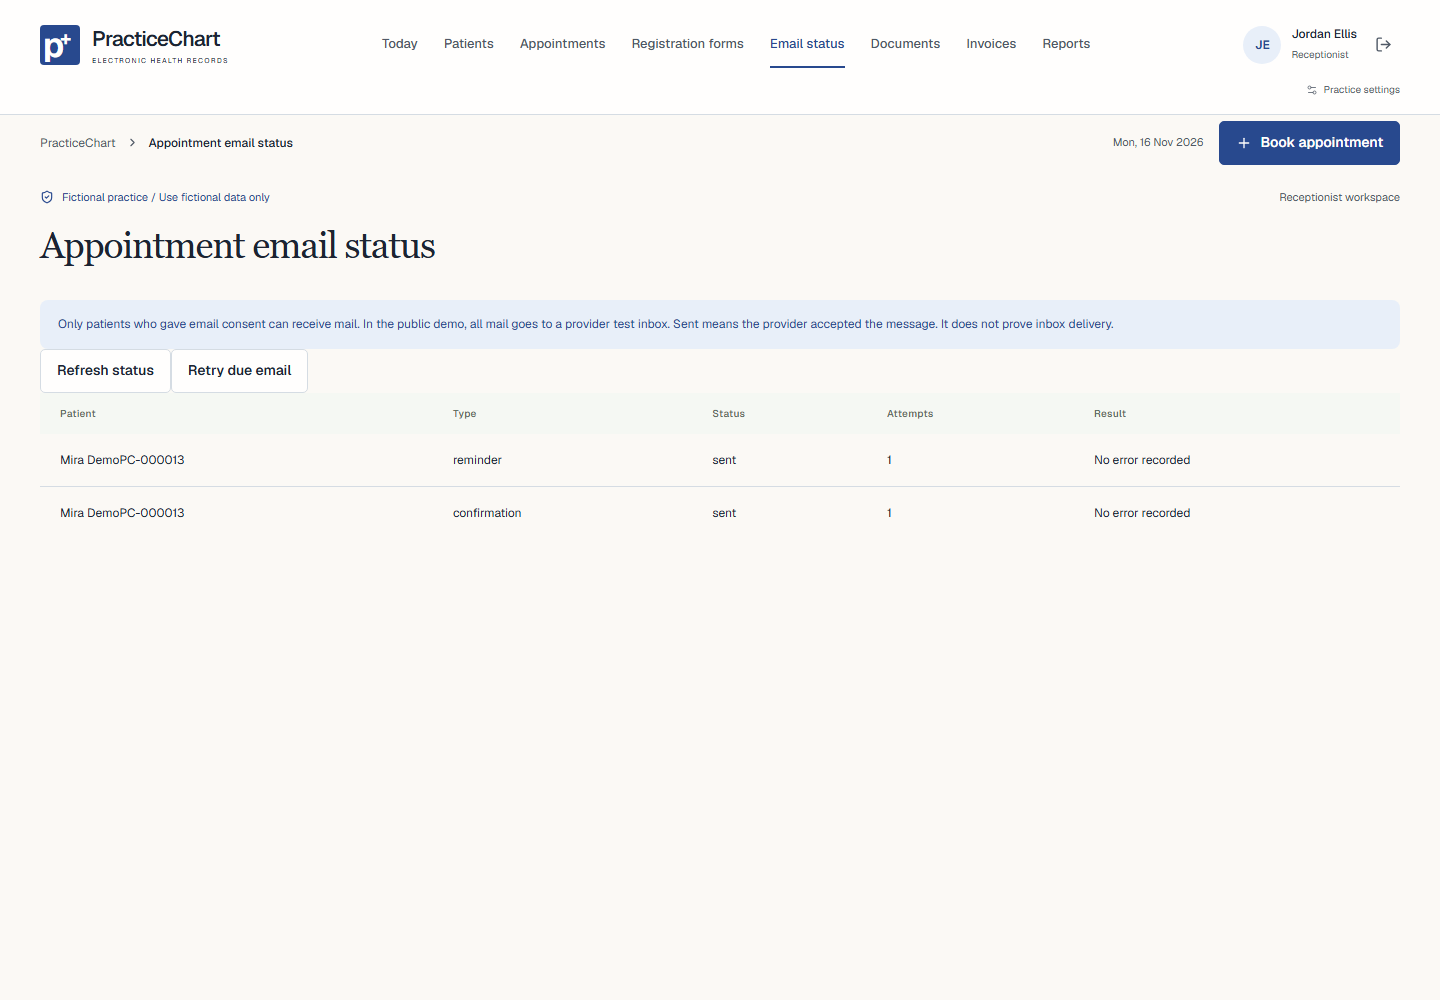 p+ PracticeChart
ELECTRONIC HEALTH RECORDS
Today Patients Appointments Registration forms Email status Documents Invoices Reports
JE Jordan Ellis
Receptionist
Practice settings
PracticeChart > Appointment email status
Mon, 16 Nov 2026
+ Book appointment
Fictional practice / Use fictional data only
Receptionist workspace
Appointment email status
Only patients who gave email consent can receive mail. In the public demo, all mail goes to a provider test inbox. Sent means the provider accepted the message. It does not prove inbox delivery.
Refresh status Retry due email
Patient Type Status Attempts Result
Mira DemoPC-000013 reminder sent 1 No error recorded
Mira DemoPC-000013 confirmation sent 1 No error recorded